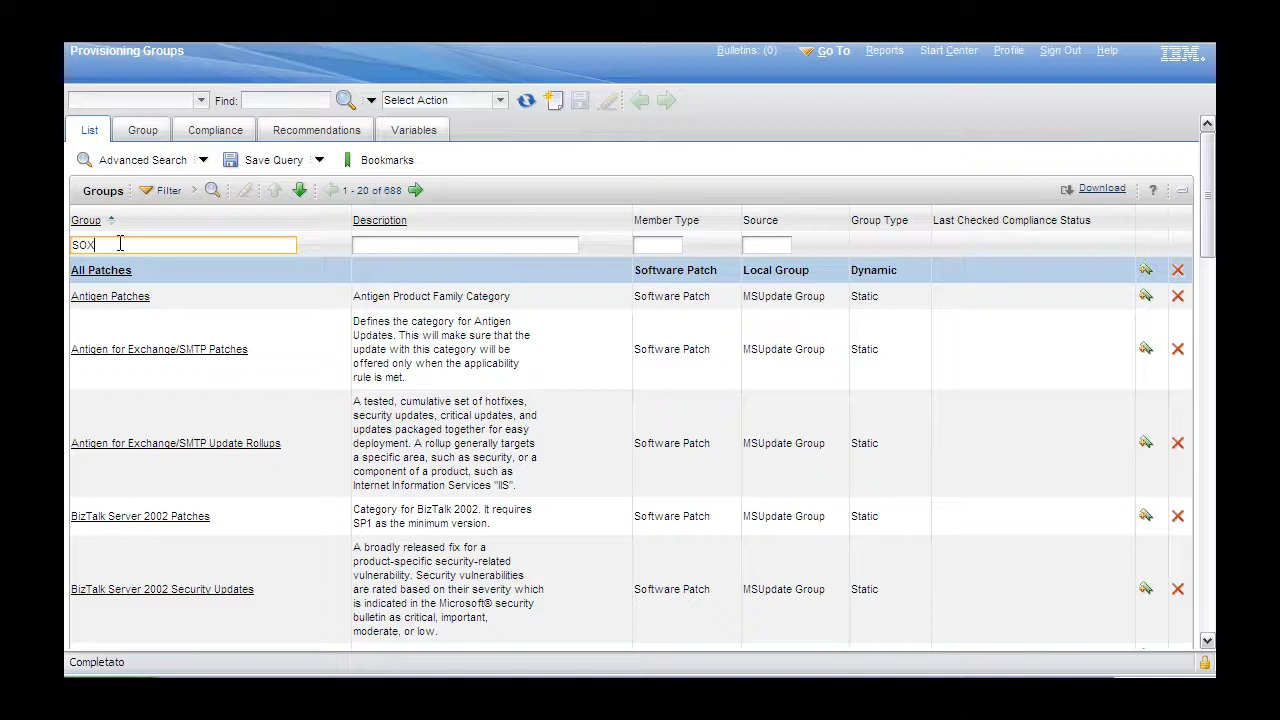 Provisioning Groups
Bulletins: (0) Go To Reports Start Center Profile Sign Out Help IBM.
Find: Select Action
List Group Compliance Recommendations Variables
Advanced Search Save Query Bookmarks
Groups Filter 1 - 20 of 688 Download ?
Group Description Member Type Source Group Type Last Checked Compliance Status
SOX
All Patches Software Patch Local Group Dynamic
Antigen Patches Antigen Product Family Category Software Patch MSUpdate Group Static
Defines the category for Antigen
Updates. This will make sure that the
Antigen for Exchange/SMTP Patches update with this category will be Software Patch MSUpdate Group Static
offered only when the applicability
rule is met.
A tested, cumulative set of hotfixes,
security updates, critical updates, and
updates packaged together for easy
Antigen for Exchange/SMTP Update Rollups deployment. A rollup generally targets Software Patch MSUpdate Group Static
a specific area, such as security, or a
component of a product, such as
Internet Information Services "IIS".
BizTalk Server 2002 Patches Category for BizTalk 2002. It requires Software Patch MSUpdate Group Static
SP1 as the minimum version.
A broadly released fix for a
product-specific security-related
vulnerability. Security vulnerabilities
BizTalk Server 2002 Security Updates are rated based on their severity which Software Patch MSUpdate Group Static
is indicated in the Microsoft® security
bulletin as critical, important,
moderate, or low.
Completato